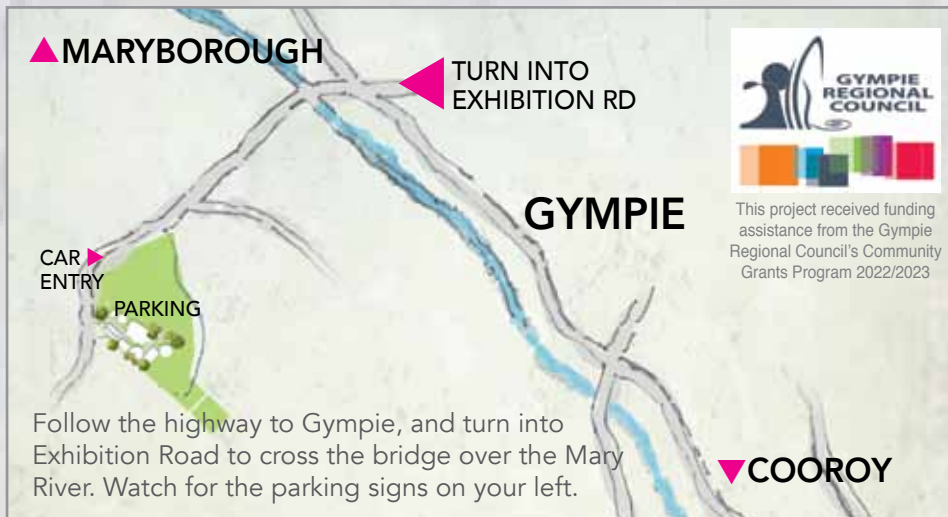 MARYBOROUGH
TURN INTO
EXHIBITION RD
GYMPIE
REGIONAL
COUNCIL
This project received funding
assistance from the Gympie
Regional Council's Community
Grants Program 2022/2023
GYMPIE
CAR
ENTRY
PARKING
Follow the highway to Gympie, and turn into
Exhibition Road to cross the bridge over the Mary
River. Watch for the parking signs on your left.
COOROY